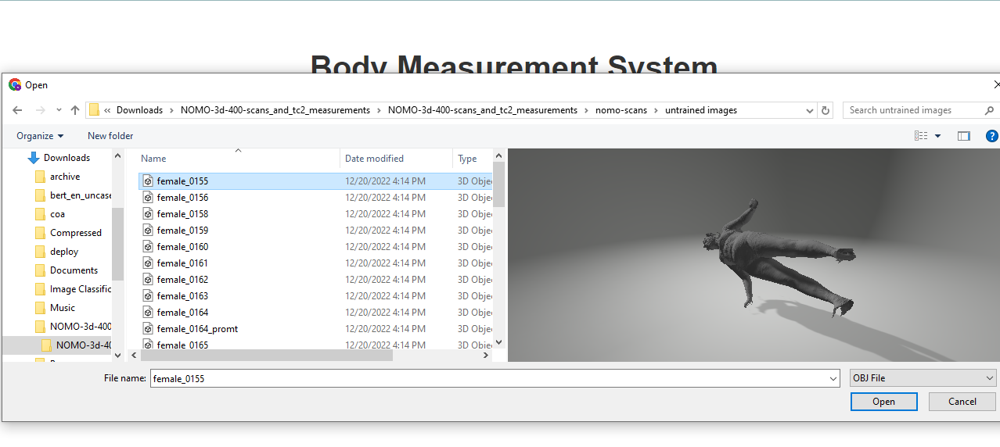 Body Measurement System
Open
« Downloads > NOMO-3d-400-scans_and_tc2_measurements > NOMO-3d-400-scans_and_tc2_measurements > nomo-scans > untrained images
Search untrained images
Organize New folder
Downloads
archive
bert_en_uncase
coa
Compressed
deploy
Documents
Image Classific
Music
NOMO-3d-400
NOMO-3d-40
Name Date modified Type
female_0155 12/20/2022 4:14 PM 3D Objec
female_0156 12/20/2022 4:14 PM 3D Objec
female_0158 12/20/2022 4:14 PM 3D Objec
female_0159 12/20/2022 4:14 PM 3D Objec
female_0160 12/20/2022 4:14 PM 3D Objec
female_0161 12/20/2022 4:14 PM 3D Objec
female_0162 12/20/2022 4:14 PM 3D Objec
female_0163 12/20/2022 4:14 PM 3D Objec
female_0164 12/20/2022 4:14 PM 3D Objec
female_0164_promt 12/20/2022 4:14 PM 3D Objec
female_0165 12/20/2022 4:14 PM 3D Objec
File name: female_0155
OBJ File
Open Cancel